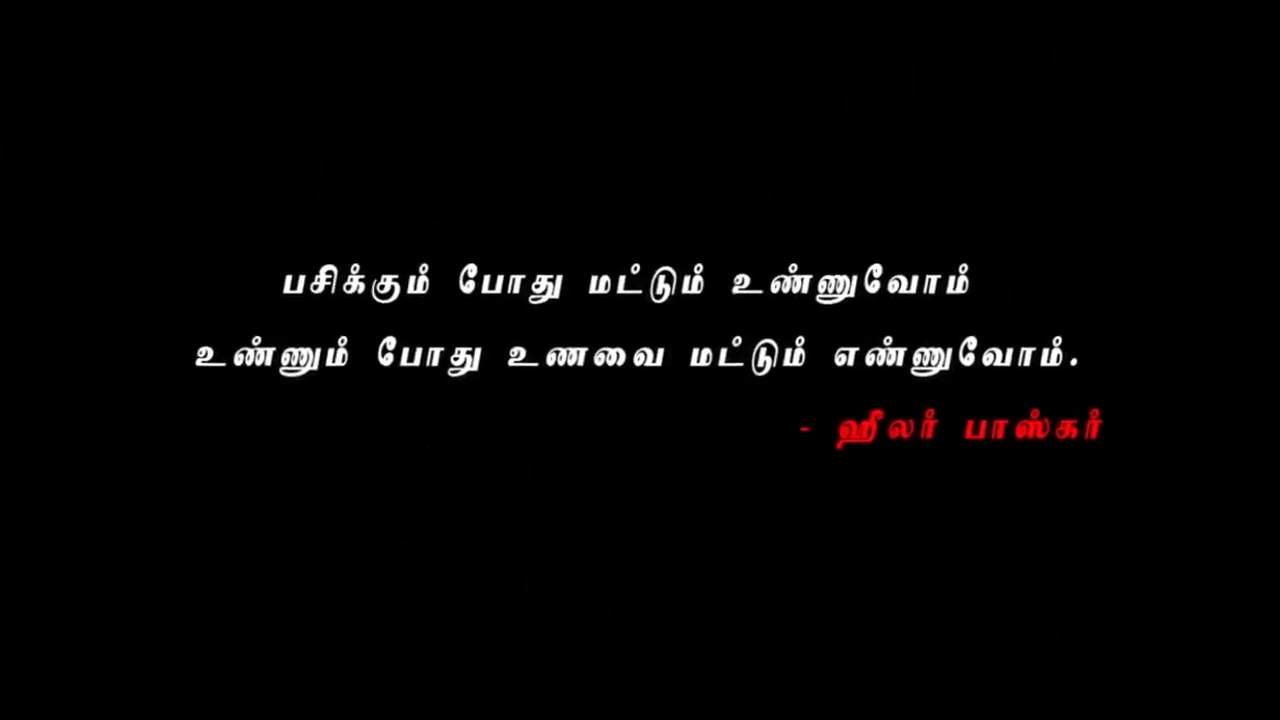 பசிக்கும் போது மட்டும் உண்ணுவோம்
உண்ணும் போது உணவை மட்டும் எண்ணுவோம்.
- ஹீலர் பாஸ்கர்